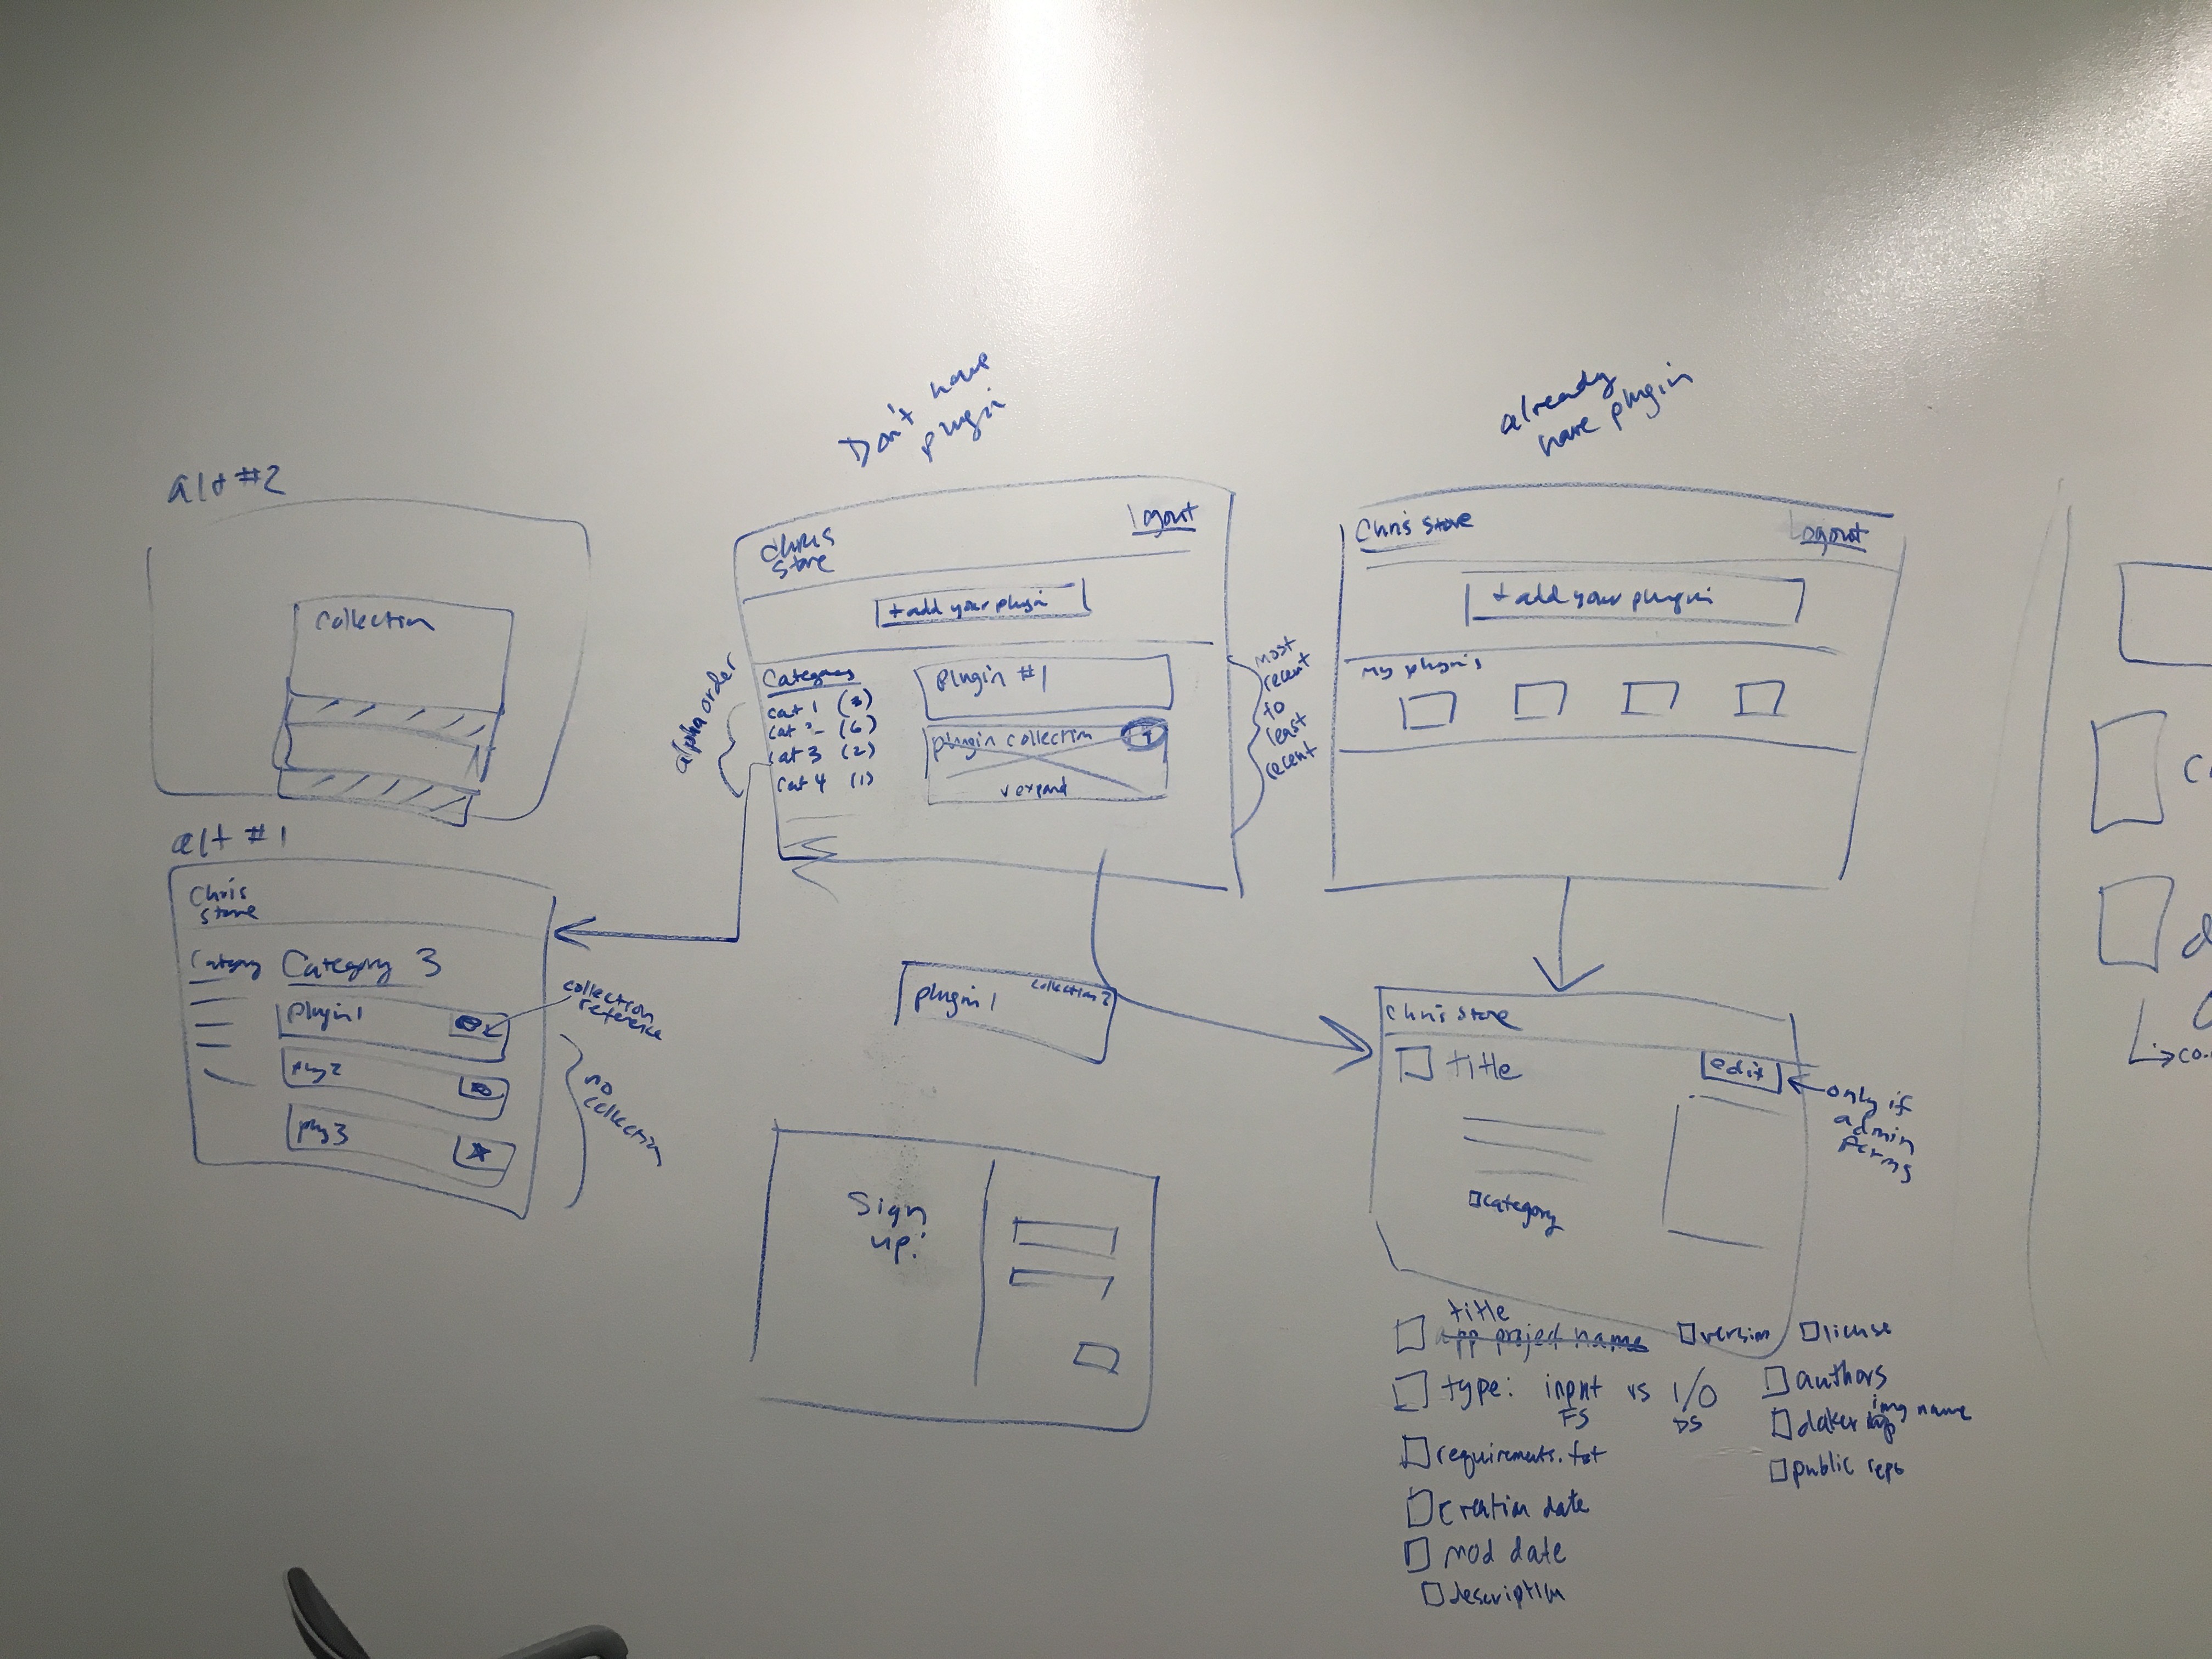 alt #2
Collection
alt #1
Chris
Store
Category
Category 3
plugin1
plug2
plug3
collection
reference
no
collection
Don't have
plugin
Chris
Store
logout
+ add your plugin
Categories
cat 1 (3)
cat 2 (6)
cat 3 (2)
cat 4 (1)
alpha order
plugin #1
plugin collection
v expand
most
recent
to
least
recent
plugin1
collection 2
Sign
up!
already
have plugin
Chris Store
Logout
+ add your plugin
My plugins
Chris Store
title
edit
only if
admin
perms
category
title
app project name
version
license
type: input vs I/O
FS
DS
authors
docker img name
requirements.txt
public repo
creation date
mod date
description